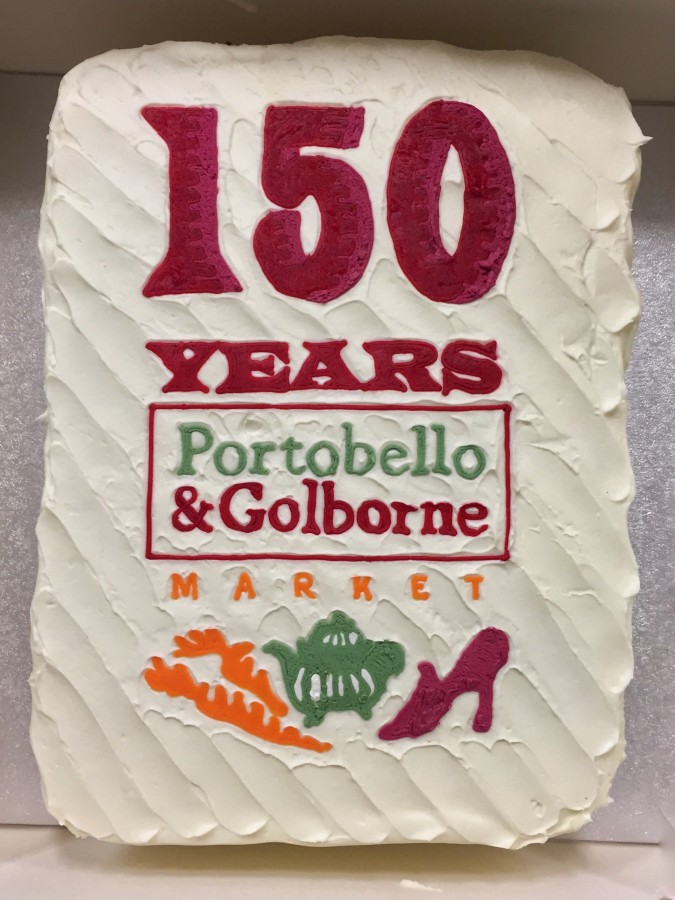 150
YEARS
Portobello
&Golborne
MARKET